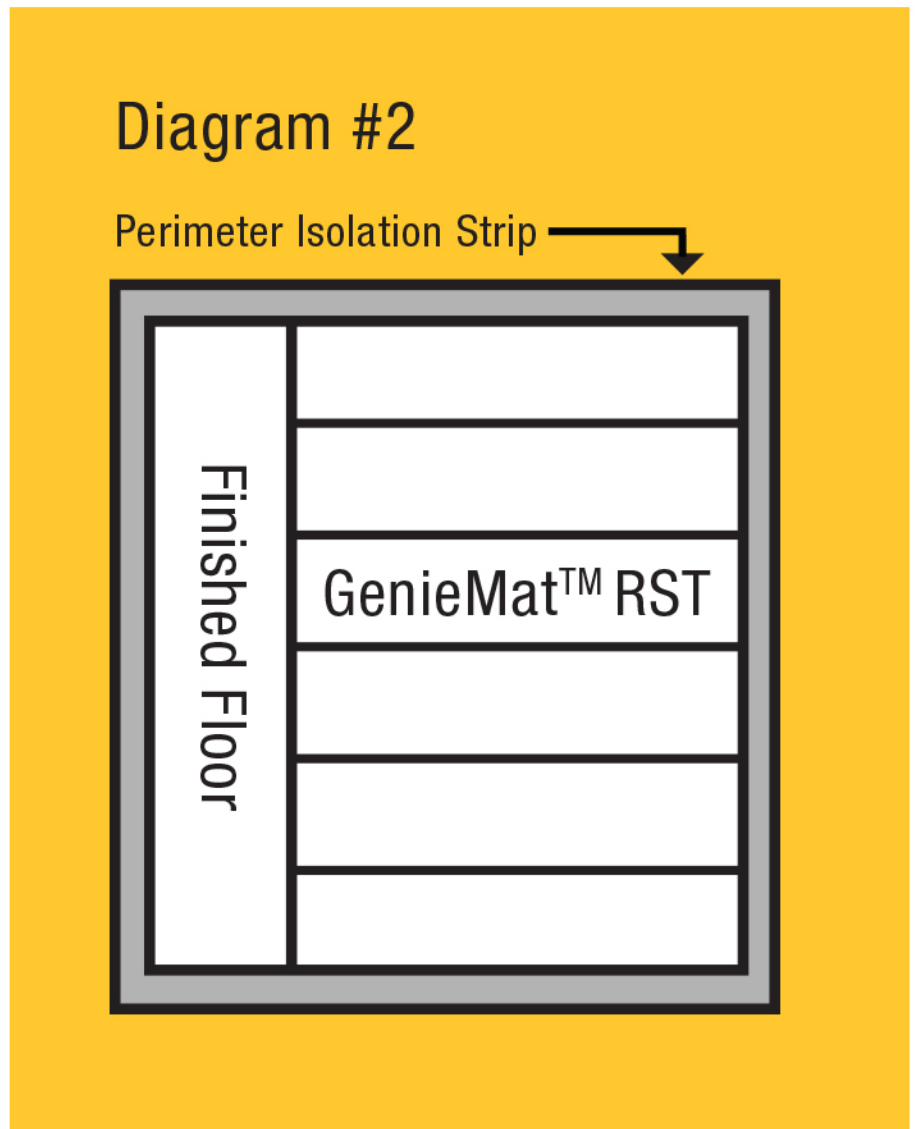 Diagram #2
Perimeter Isolation Strip
Finished Floor
GenieMat™ RST